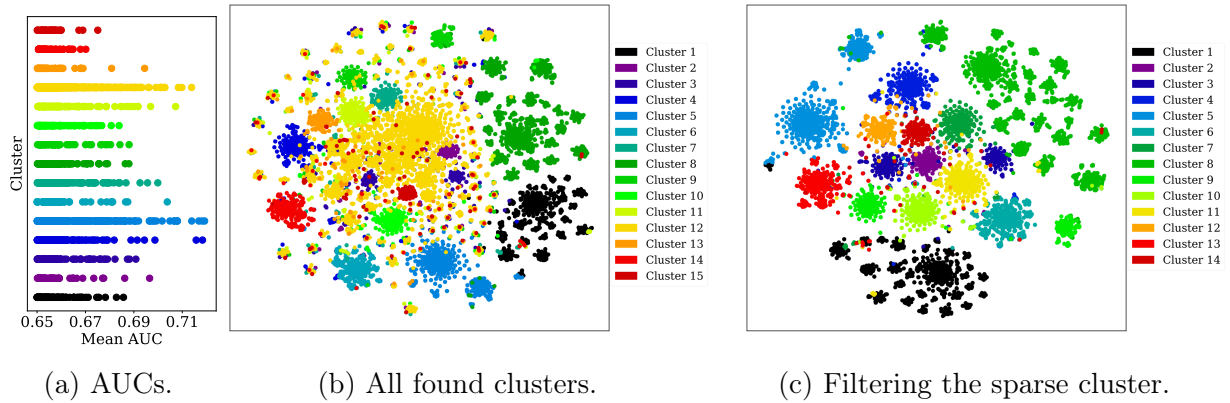 Cluster
0.65 0.67 0.69 0.71
Mean AUC
Cluster 1
Cluster 2
Cluster 3
Cluster 4
Cluster 5
Cluster 6
Cluster 7
Cluster 8
Cluster 9
Cluster 10
Cluster 11
Cluster 12
Cluster 13
Cluster 14
Cluster 15
Cluster 1
Cluster 2
Cluster 3
Cluster 4
Cluster 5
Cluster 6
Cluster 7
Cluster 8
Cluster 9
Cluster 10
Cluster 11
Cluster 12
Cluster 13
Cluster 14
(a) AUCs.
(b) All found clusters.
(c) Filtering the sparse cluster.